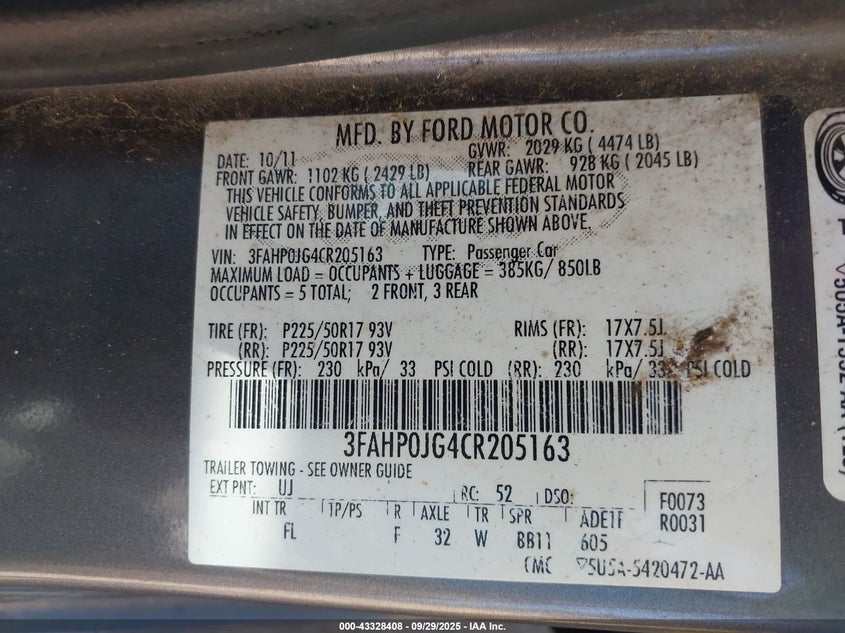 MFD. BY FORD MOTOR CO.
DATE: 10/11 GVWR: 2029 KG ( 4474 LB)
FRONT GAWR: 1102 KG ( 2429 LB) REAR GAWR: 928 KG ( 2045 LB)
THIS VEHICLE CONFORMS TO ALL APPLICABLE FEDERAL MOTOR
VEHICLE SAFETY, BUMPER, AND THEFT PREVENTION STANDARDS
IN EFFECT ON THE DATE OF MANUFACTURE SHOWN ABOVE.
VIN: 3FAHP0JG4CR205163 TYPE: Passenger Car
MAXIMUM LOAD = OCCUPANTS + LUGGAGE = 385KG/ 850LB
OCCUPANTS = 5 TOTAL; 2 FRONT, 3 REAR
TIRE (FR): P225/50R17 93V RIMS (FR): 17X7.5J
(RR): P225/50R17 93V (RR): 17X7.5J
PRESSURE (FR): 230 kPa/ 33 PSI COLD (RR): 230 kPa/ 33 PSI COLD
3FAHP0JG4CR205163
TRAILER TOWING - SEE OWNER GUIDE
EXT PNT: UJ RC: 52 DSO: F0073
INT TR TP/PS R AXLE TR SPR ADE1F R0031
FL F 32 W BB11 605
CMC 5U5A-5420472-AA
000-43328408 - 09/29/2025 - IAA Inc.